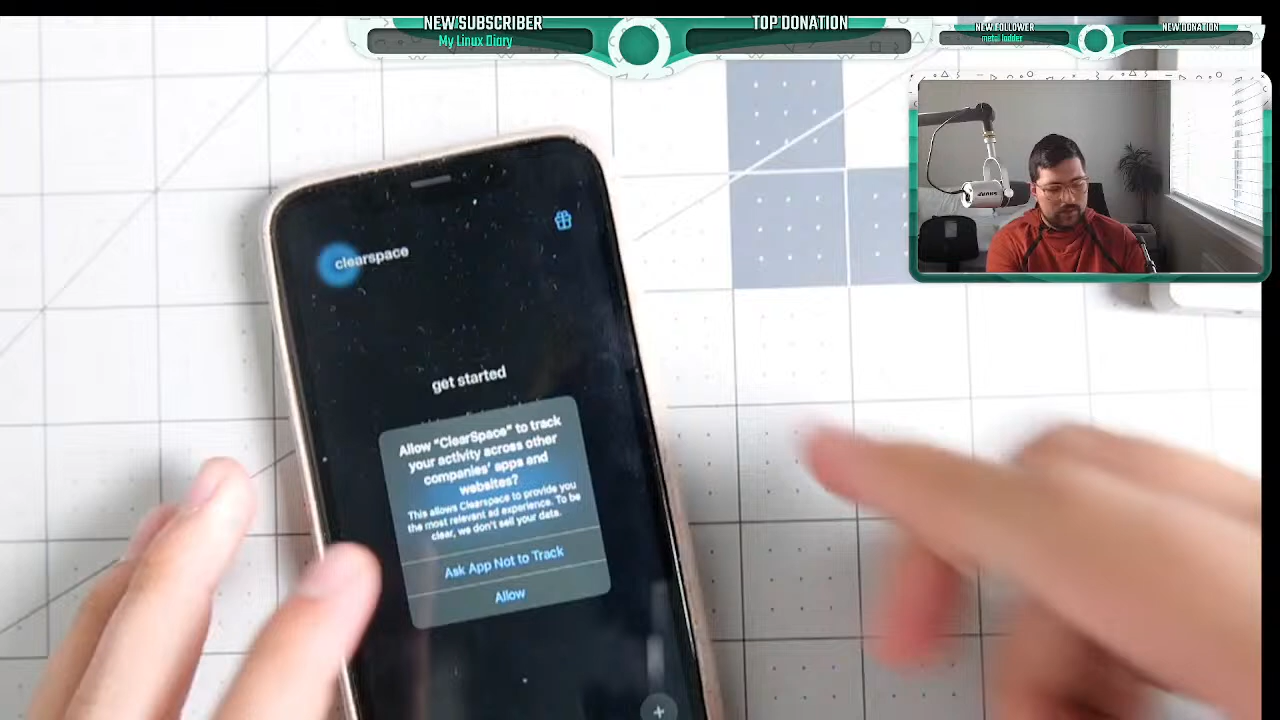 NEW SUBSCRIBER
My Linux Diary
TOP DONATION
NEW FOLLOWER
metal ladder
NEW DONATION
clearspace
get started
Allow "ClearSpace" to track
your activity across other
companies' apps and
websites?
This allows Clearspace to provide you
the most relevant ad experience. To be
clear, we don't sell your data.
Ask App Not to Track
Allow
+